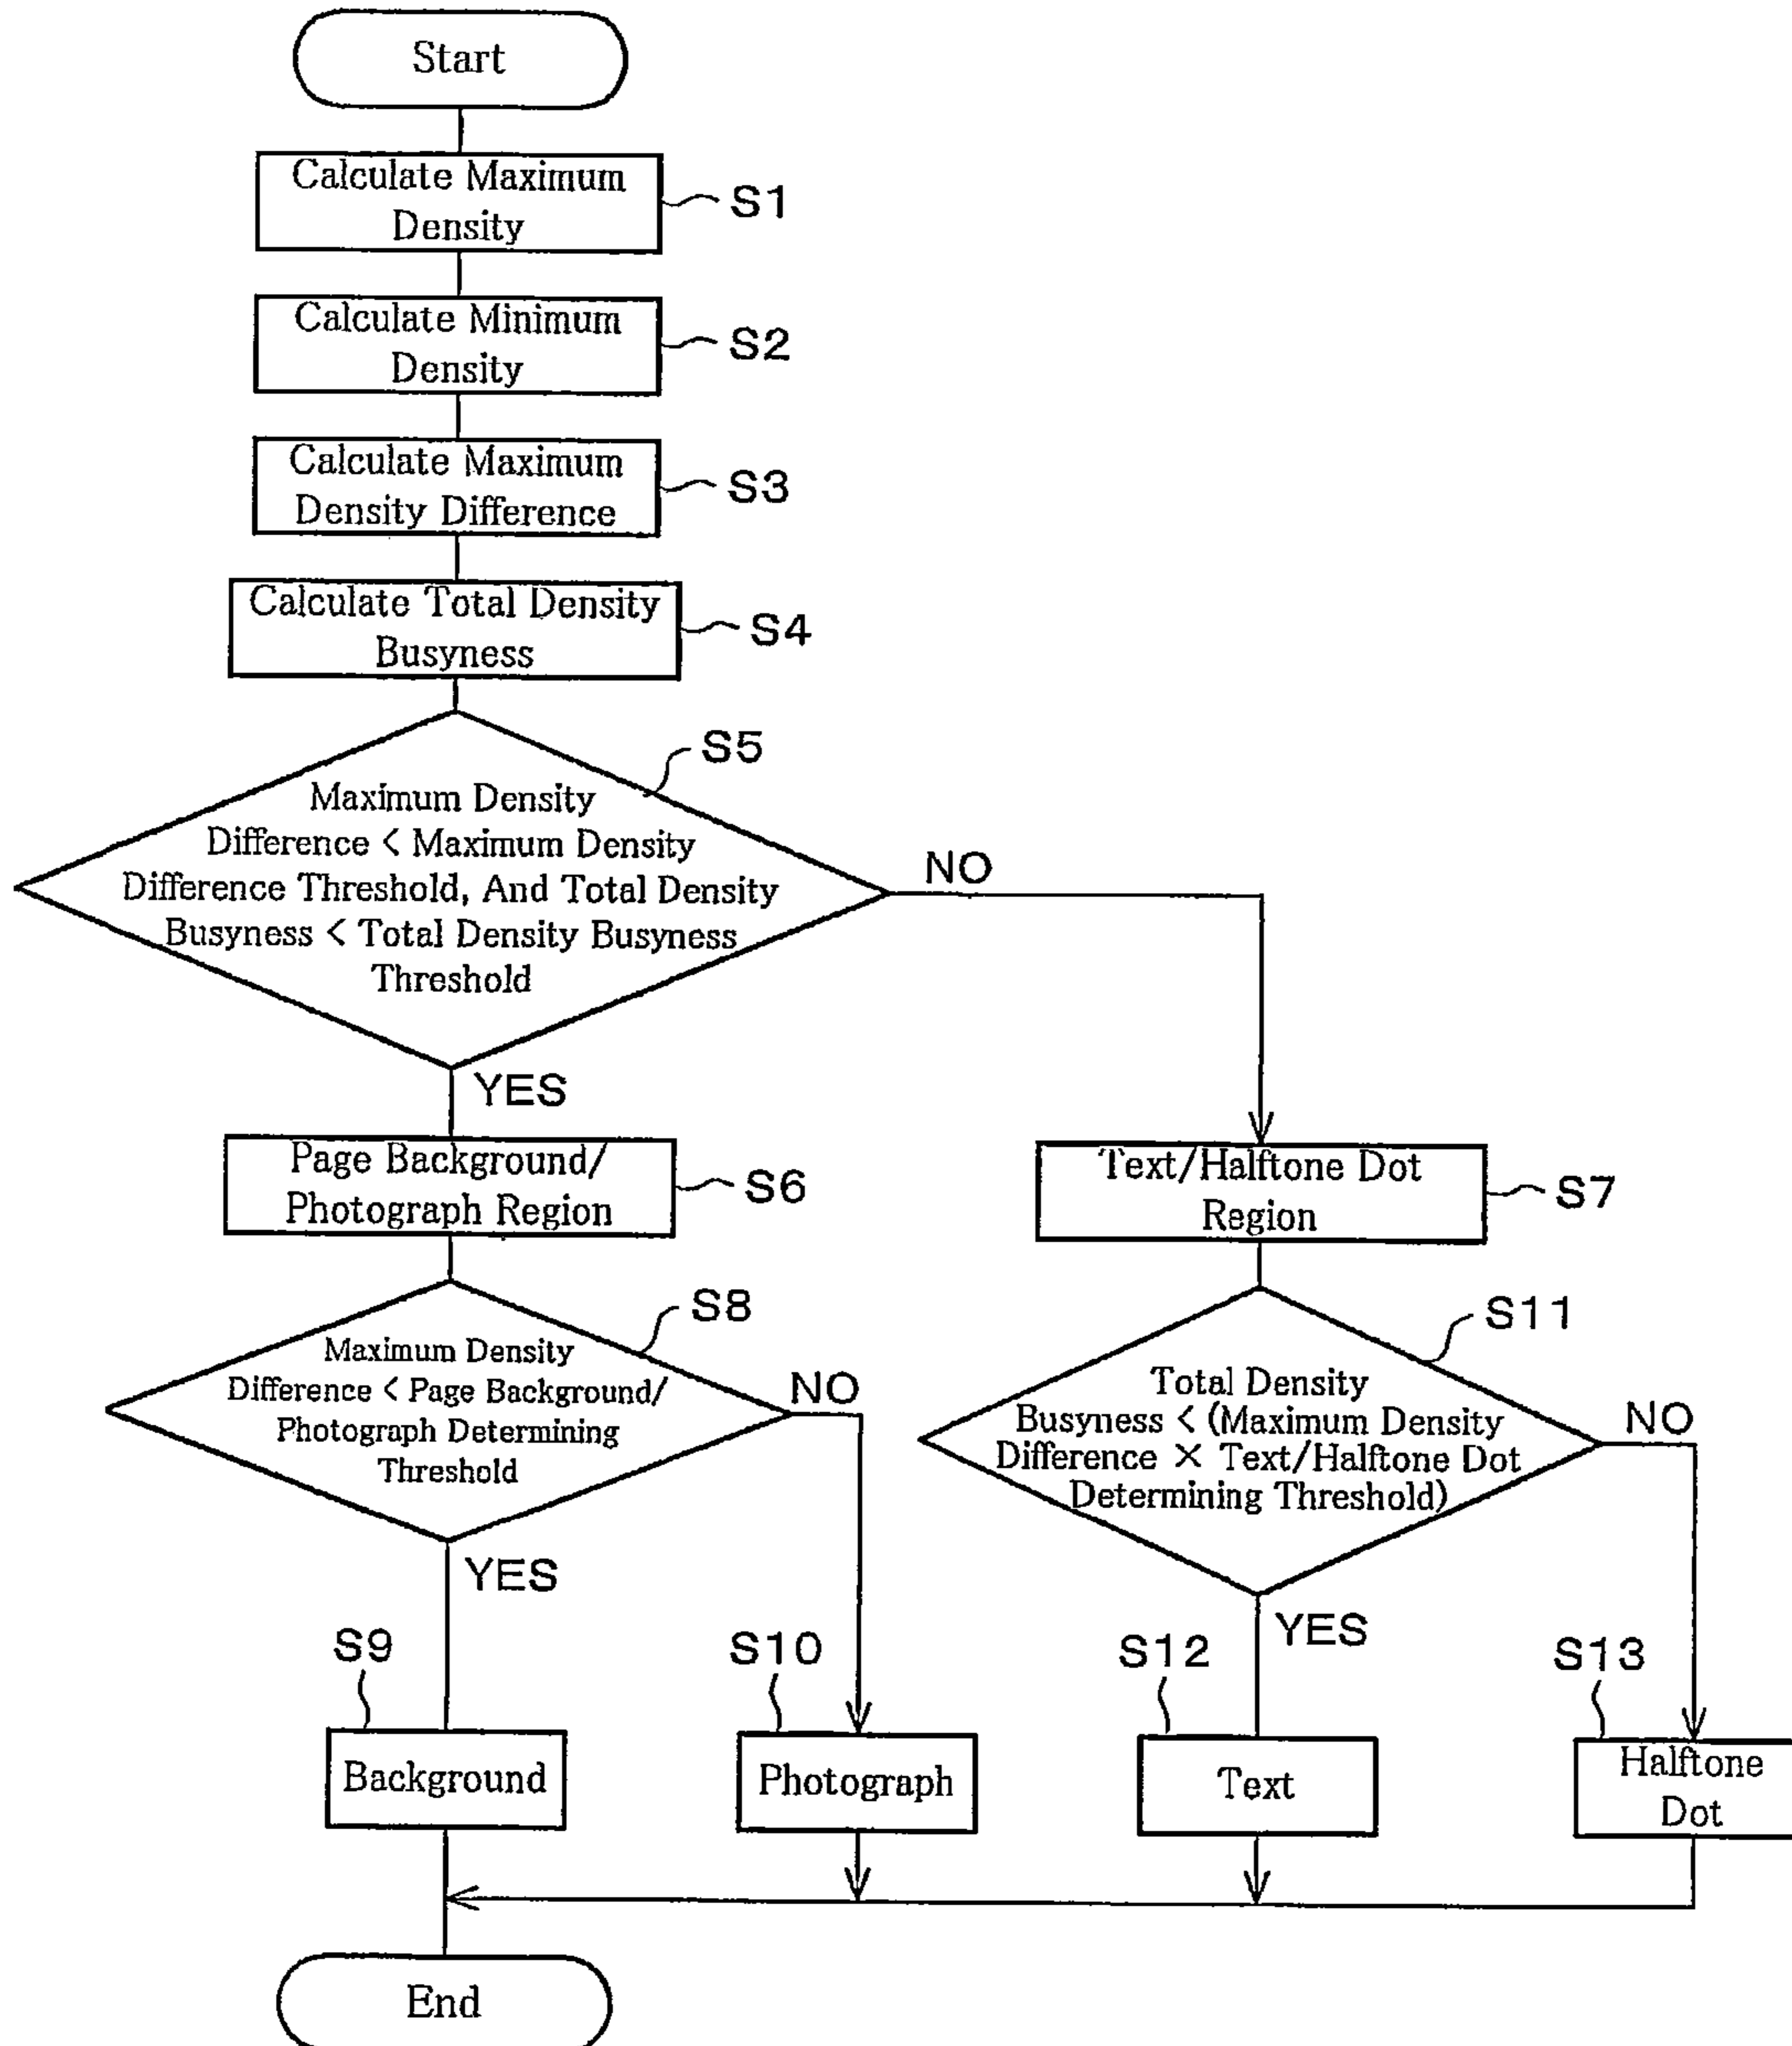 Start
Calculate Maximum
Density
S1
Calculate Minimum
Density
S2
Calculate Maximum
Density Difference
S3
Calculate Total Density
Busyness
S4
S5
Maximum Density
Difference < Maximum Density
Difference Threshold, And Total Density
Busyness < Total Density Busyness
Threshold
NO
YES
Page Background/
Photograph Region
S6
Text/Halftone Dot
Region
S7
S8
Maximum Density
Difference < Page Background/
Photograph Determining
Threshold
NO
YES
S11
Total Density
Busyness < (Maximum Density
Difference × Text/Halftone Dot
Determining Threshold)
NO
YES
S9
Background
S10
Photograph
S12
Text
S13
Halftone
Dot
End